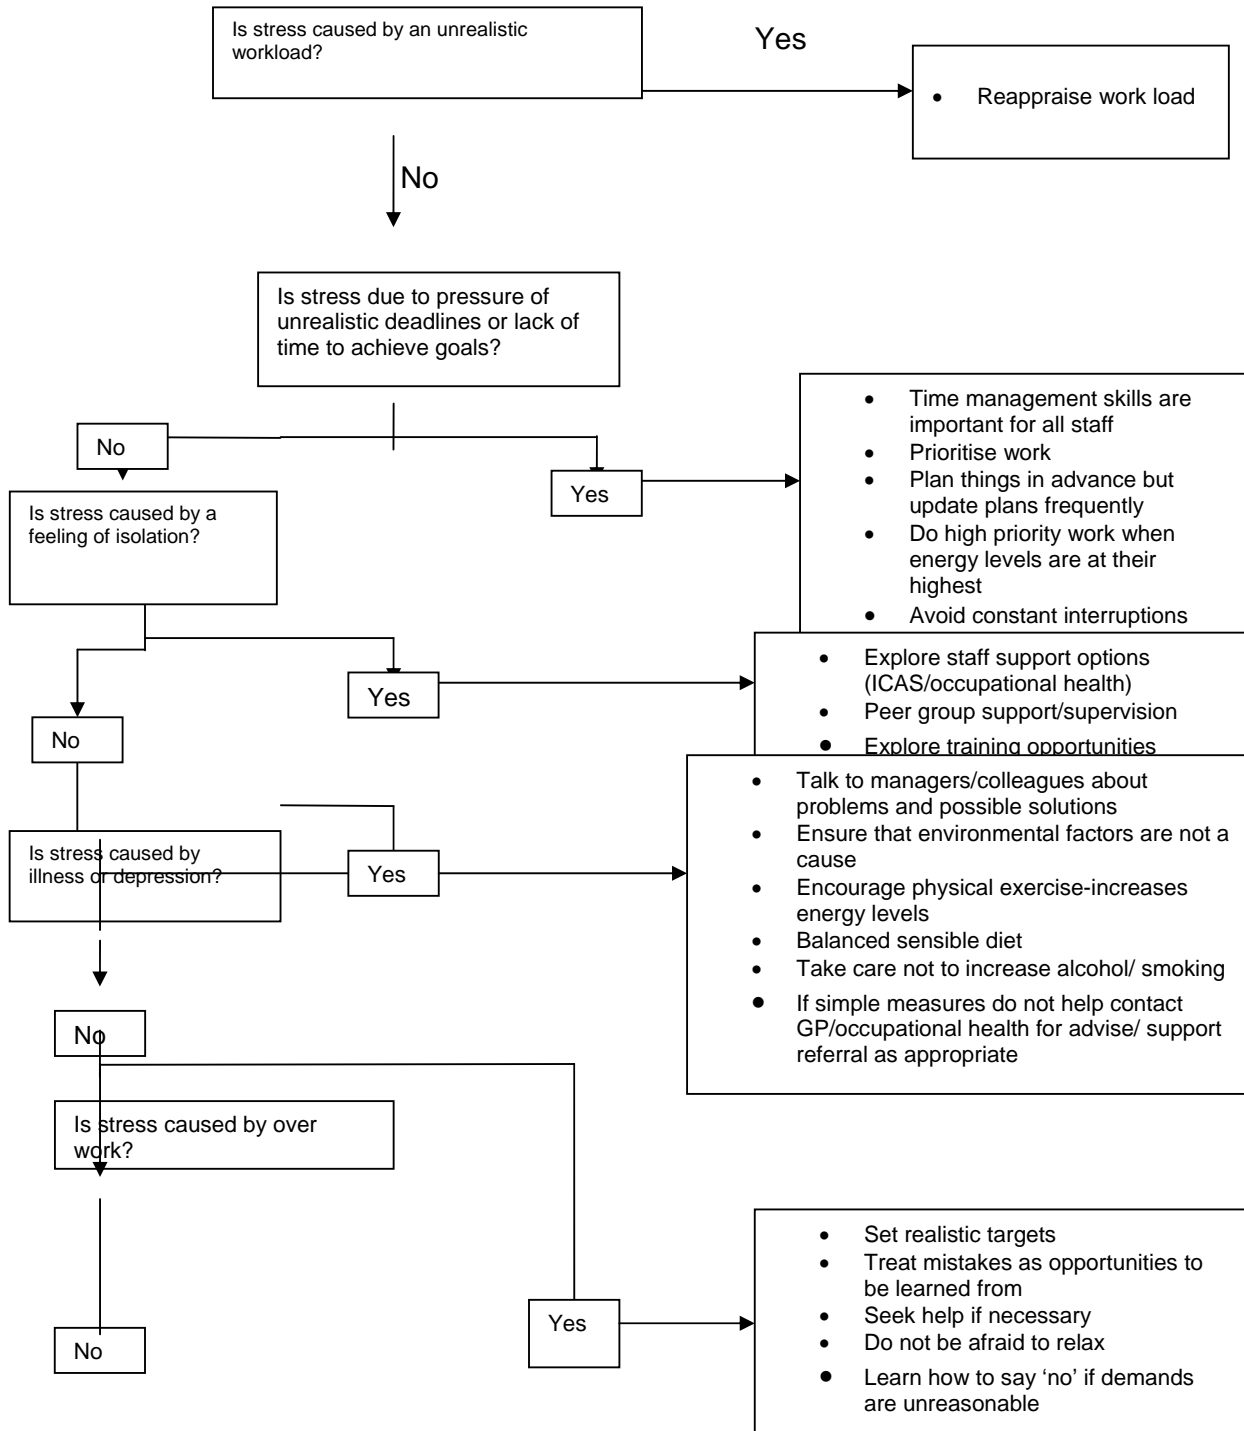 Is stress caused by an unrealistic
workload?
Yes
• Reappraise work load
No
Is stress due to pressure of
unrealistic deadlines or lack of
time to achieve goals?
No
Yes
• Time management skills are
important for all staff
• Prioritise work
• Plan things in advance but
update plans frequently
• Do high priority work when
energy levels are at their
highest
• Avoid constant interruptions
Is stress caused by a
feeling of isolation?
Yes
• Explore staff support options
(ICAS/occupational health)
• Peer group support/supervision
• Explore training opportunities
No
Is stress caused by
illness or depression?
Yes
• Talk to managers/colleagues about
problems and possible solutions
• Ensure that environmental factors are not a
cause
• Encourage physical exercise-increases
energy levels
• Balanced sensible diet
• Take care not to increase alcohol/ smoking
• If simple measures do not help contact
GP/occupational health for advise/ support
referral as appropriate
No
Is stress caused by over
work?
Yes
• Set realistic targets
• Treat mistakes as opportunities to
be learned from
• Seek help if necessary
• Do not be afraid to relax
• Learn how to say ‘no’ if demands
are unreasonable
No